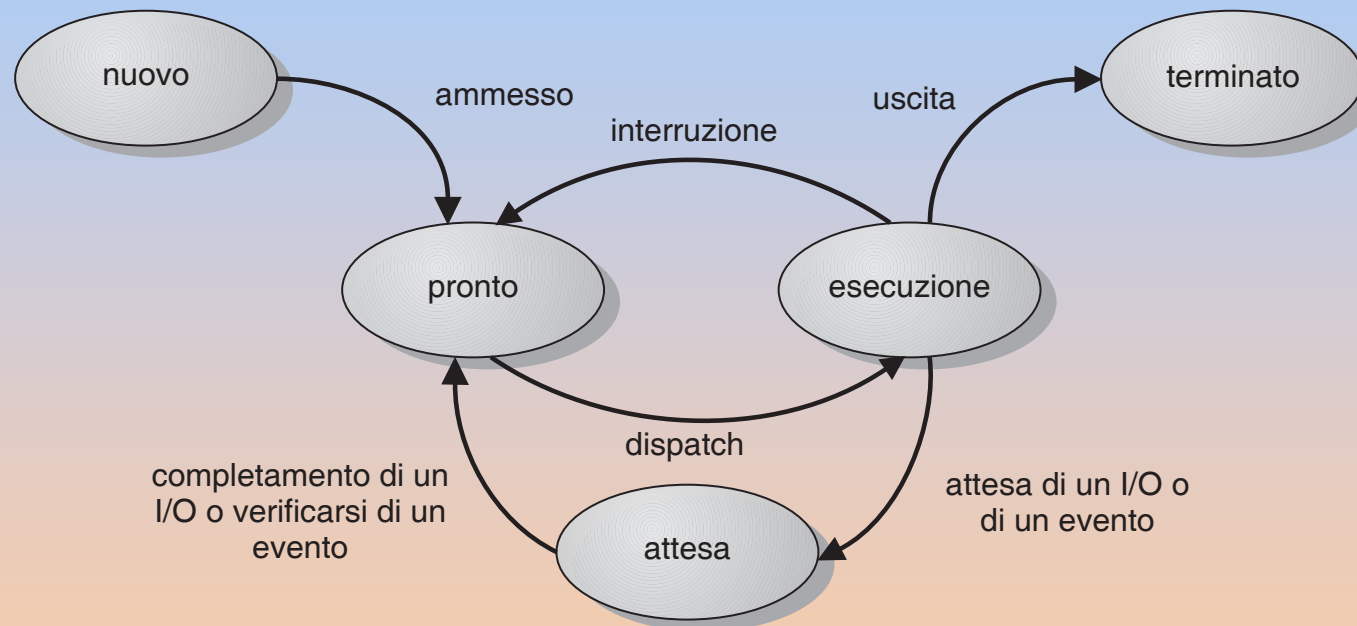 nuovo
terminato
ammesso
uscita
interruzione
pronto
esecuzione
dispatch
completamento di un
I/O o verificarsi di un
evento
attesa di un I/O o
di un evento
attesa